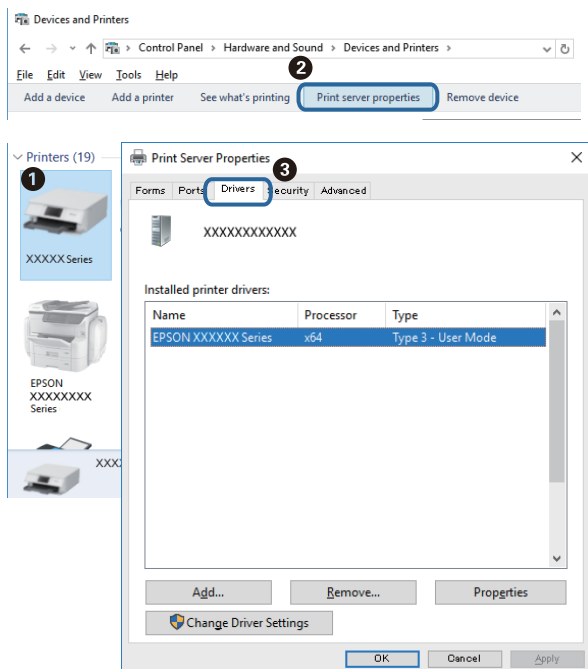 Devices and Printers
Control Panel > Hardware and Sound > Devices and Printers >
2
File Edit View Tools Help
Add a device Add a printer See what's printing Print server properties Remove device
Printers (19)
1
XXXXX Series
EPSON
XXXXXXXX
Series
XXX
Print Server Properties
3
Forms Ports Drivers ecurity Advanced
XXXXXXXXXXXX
Installed printer drivers:
Name Processor Type
EPSON XXXXXX Series x64 Type 3 - User Mode
Add... Remove... Properties
Change Driver Settings
OK Cancel Apply